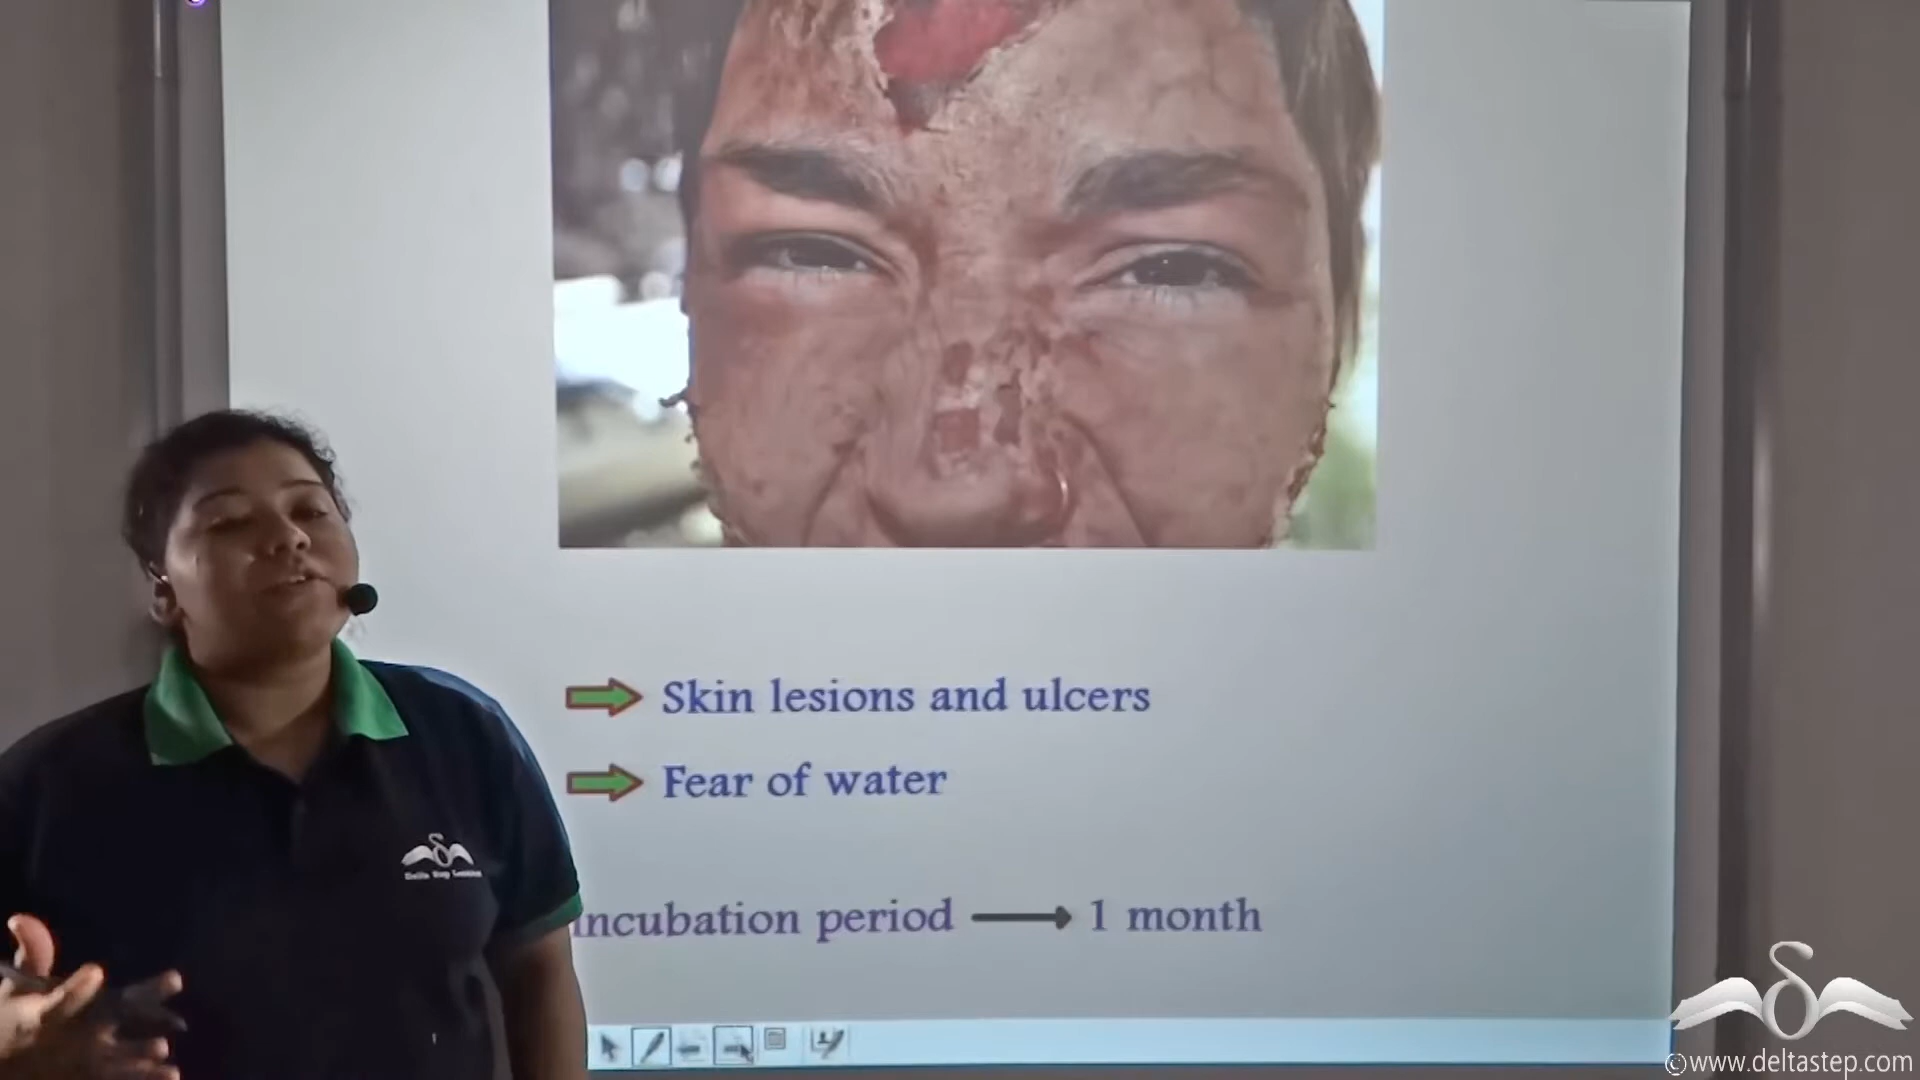 Skin lesions and ulcers
Fear of water
incubation period 1 month
©www.deltastep.com